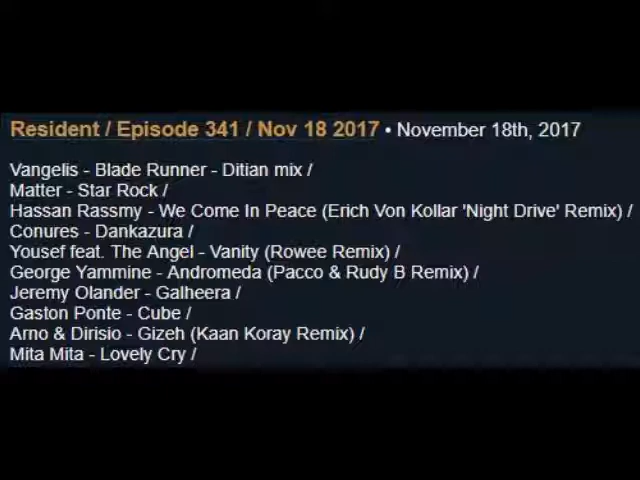 Resident / Episode 341 / Nov 18 2017 • November 18th, 2017
Vangelis - Blade Runner - Ditian mix /
Matter - Star Rock /
Hassan Rassmy - We Come In Peace (Erich Von Kollar 'Night Drive' Remix) /
Conures - Dankazura /
Yousef feat. The Angel - Vanity (Rowee Remix) /
George Yammine - Andromeda (Pacco & Rudy B Remix) /
Jeremy Olander - Galheera /
Gaston Ponte - Cube /
Arno & Dirisio - Gizeh (Kaan Koray Remix) /
Mita Mita - Lovely Cry /